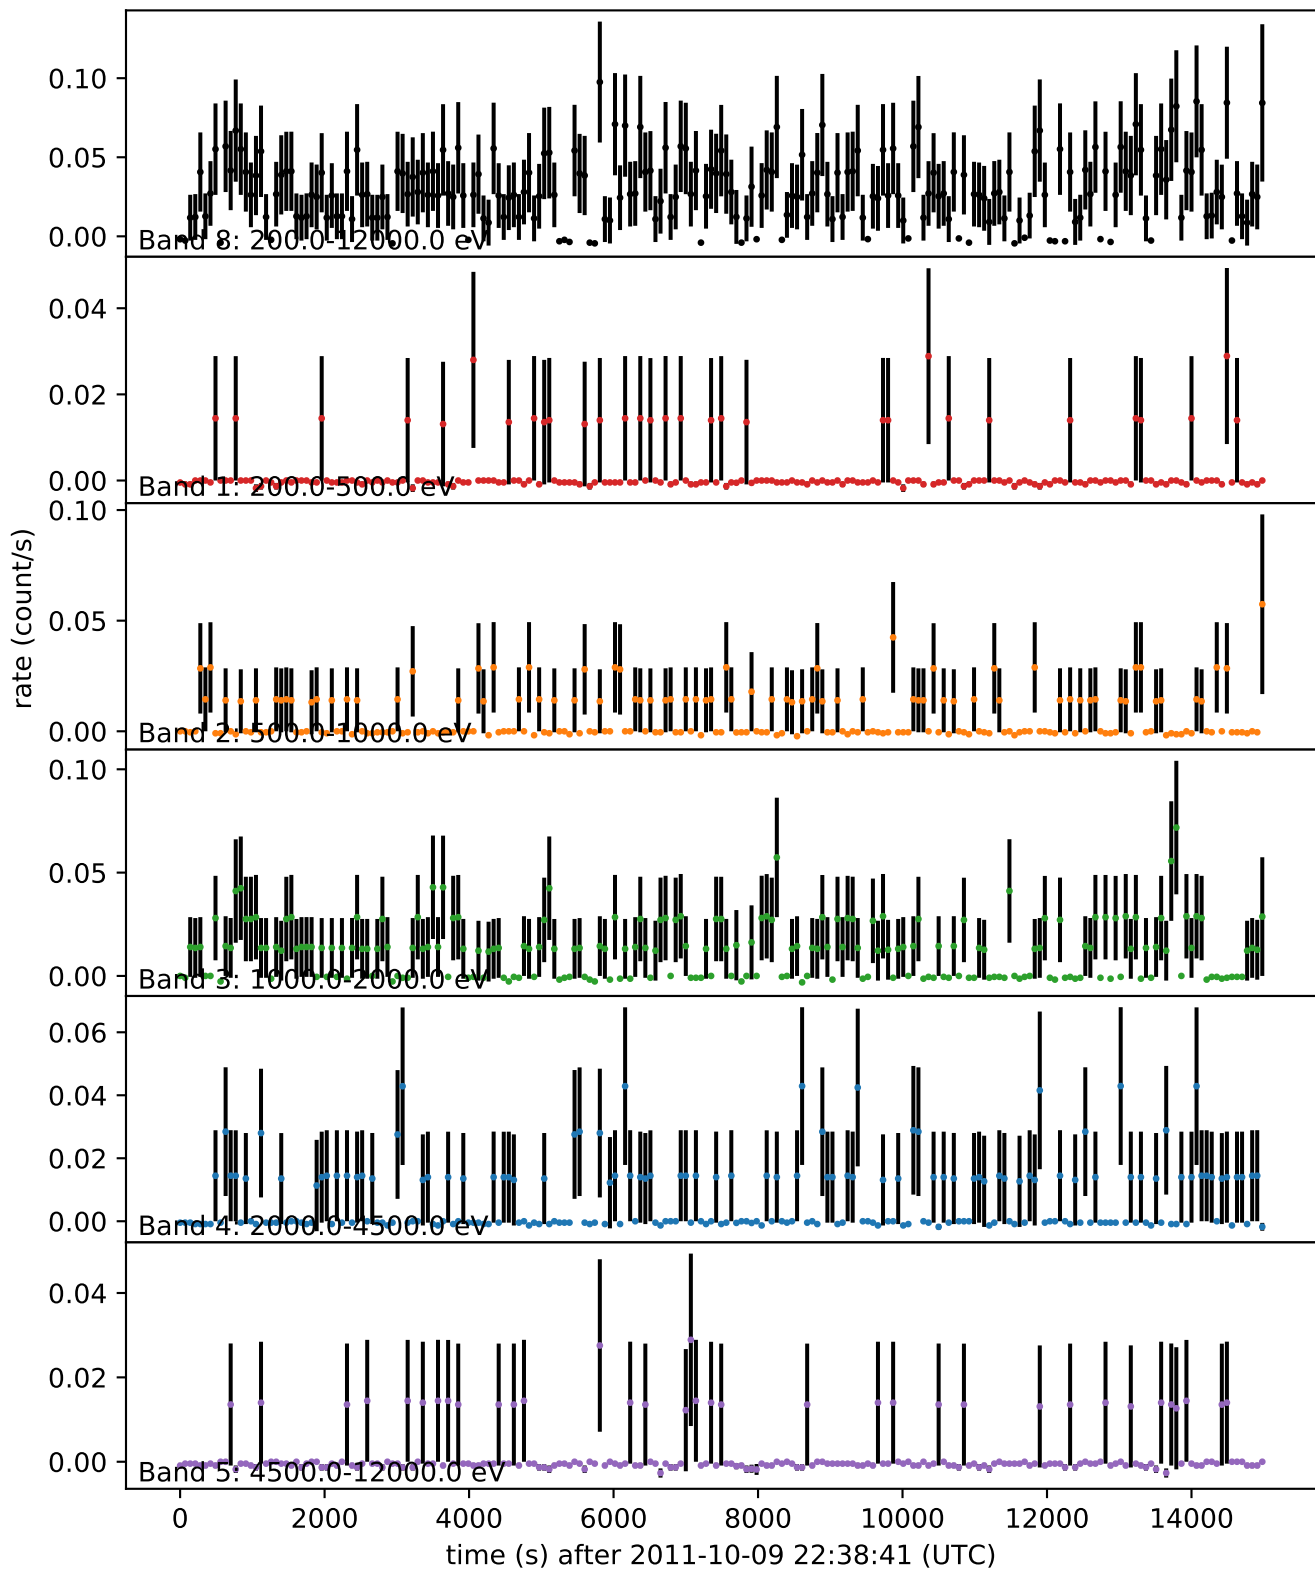 0.10
0.05
0.00
Band 8: 200.0-12000.0 eV
0.04
0.02
0.00
Band 1: 200.0-500.0 eV
0.10
0.05
0.00
Band 2: 500.0-1000.0 eV
rate (count/s)
0.10
0.05
0.00
Band 3: 1000.0-2000.0 eV
0.06
0.04
0.02
0.00
Band 4: 2000.0-4500.0 eV
0.04
0.02
0.00
Band 5: 4500.0-12000.0 eV
0 2000 4000 6000 8000 10000 12000 14000
time (s) after 2011-10-09 22:38:41 (UTC)